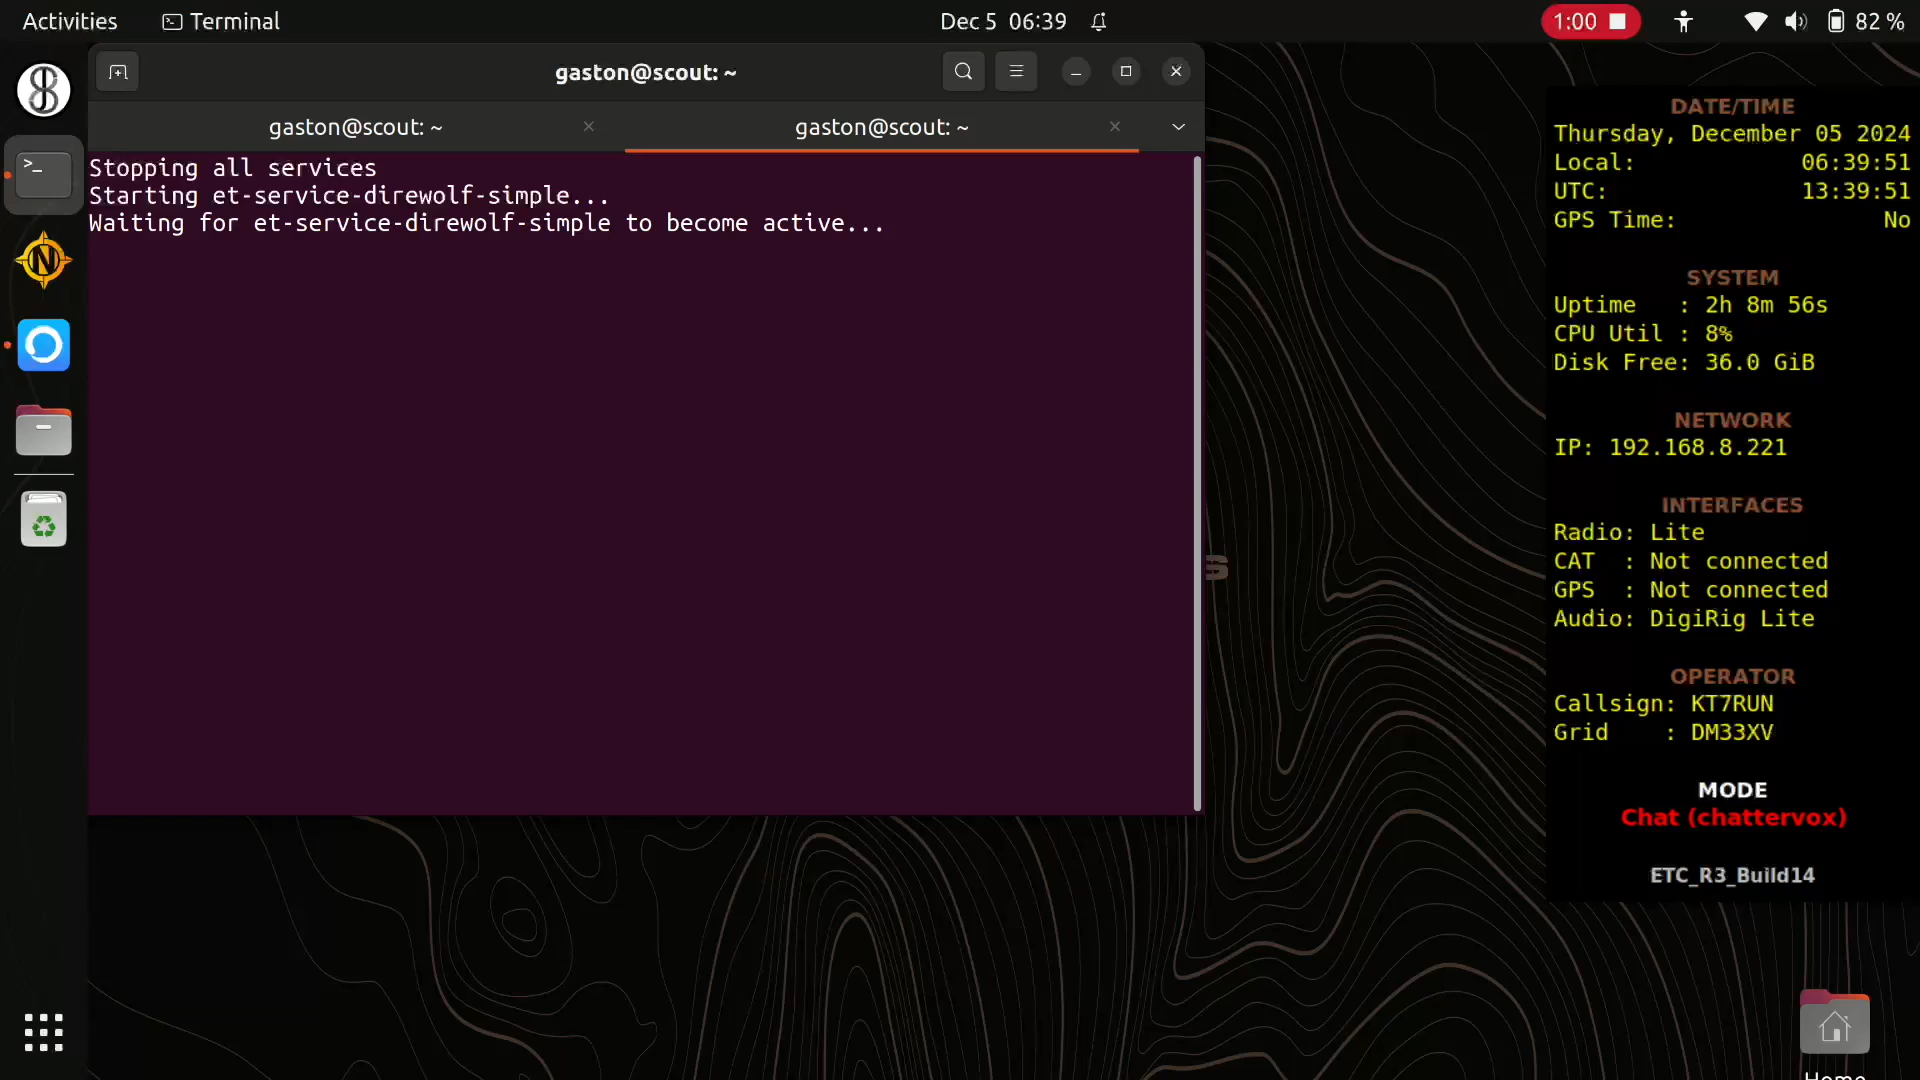 Activities
Terminal
Dec 5 06:39
1:00
82 %
gaston@scout: ~
gaston@scout: ~
gaston@scout: ~
Stopping all services
Starting et-service-direwolf-simple...
Waiting for et-service-direwolf-simple to become active...
DATE/TIME
Thursday, December 05 2024
Local: 06:39:51
UTC: 13:39:51
GPS Time: No
SYSTEM
Uptime : 2h 8m 56s
CPU Util : 8%
Disk Free: 36.0 GiB
NETWORK
IP: 192.168.8.221
INTERFACES
Radio: Lite
CAT : Not connected
GPS : Not connected
Audio: DigiRig Lite
OPERATOR
Callsign: KT7RUN
Grid : DM33XV
MODE
Chat (chattervox)
ETC_R3_Build14
Home